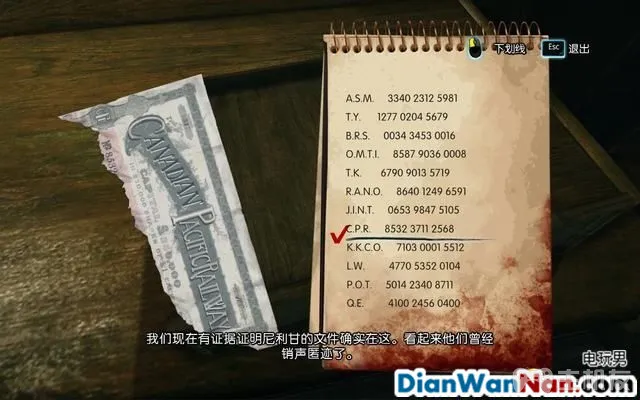 下划线 Esc 退出
A.S.M. 3340 2312 5981
T.Y. 1277 0204 5679
B.R.S. 0034 3453 0016
O.M.T.I. 8587 9036 0008
T.K. 6790 9013 5719
R.A.N.O. 8640 1249 6591
J.I.N.T. 0653 9847 5105
C.P.R. 8532 3711 2568
K.K.C.O. 7103 0001 5512
L.W. 4770 5352 0104
P.O.T. 5014 2340 8711
Q.E. 4100 2456 0400
CANADIAN PACIFIC RAILWAY
我们现在有证据证明尼利甘的文件确实在这。看起来他们曾经
销声匿迹了。
电玩男
DianWanNan.com